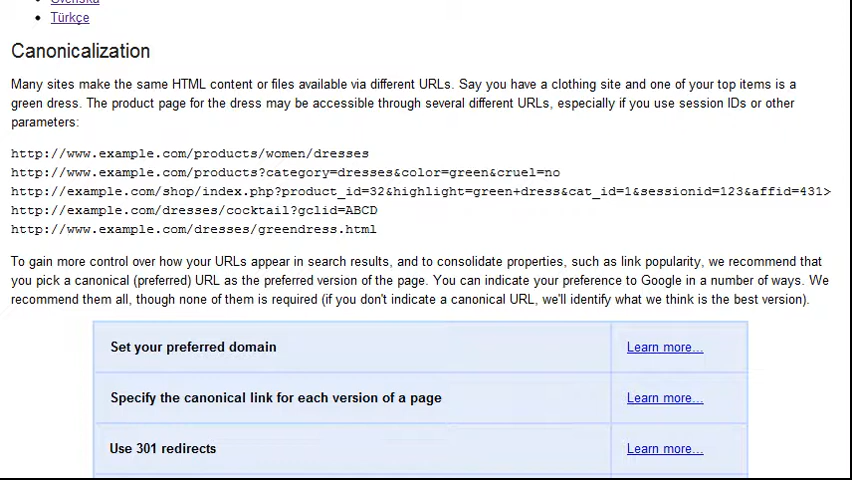 Türkçe
Canonicalization
Many sites make the same HTML content or files available via different URLs. Say you have a clothing site and one of your top items is a
green dress. The product page for the dress may be accessible through several different URLs, especially if you use session IDs or other
parameters:
http://www.example.com/products/women/dresses
http://www.example.com/products?category=dresses&color=green&cruel=no
http://example.com/shop/index.php?product_id=32&highlight=green+dress&cat_id=1&sessionid=123&affid=431>
http://example.com/dresses/cocktail?gclid=ABCD
http://www.example.com/dresses/greendress.html
To gain more control over how your URLs appear in search results, and to consolidate properties, such as link popularity, we recommend that
you pick a canonical (preferred) URL as the preferred version of the page. You can indicate your preference to Google in a number of ways. We
recommend them all, though none of them is required (if you don't indicate a canonical URL, we'll identify what we think is the best version).
Set your preferred domain Learn more...
Specify the canonical link for each version of a page Learn more...
Use 301 redirects Learn more...